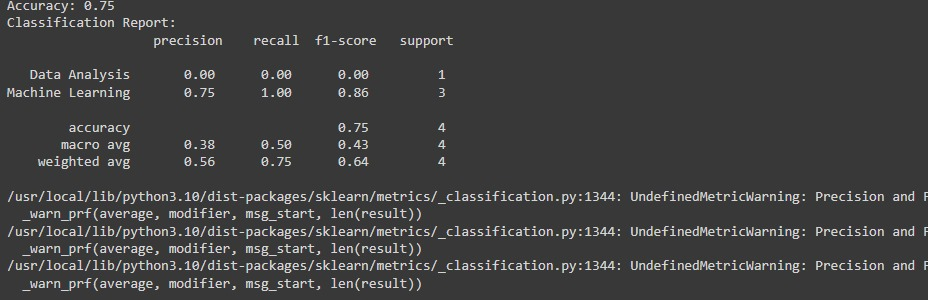 Accuracy: 0.75
Classification Report:
precision recall f1-score support
Data Analysis 0.00 0.00 0.00 1
Machine Learning 0.75 1.00 0.86 3
accuracy 0.75 4
macro avg 0.38 0.50 0.43 4
weighted avg 0.56 0.75 0.64 4
/usr/local/lib/python3.10/dist-packages/sklearn/metrics/_classification.py:1344: UndefinedMetricWarning: Precision and F
_warn_prf(average, modifier, msg_start, len(result))
/usr/local/lib/python3.10/dist-packages/sklearn/metrics/_classification.py:1344: UndefinedMetricWarning: Precision and F
_warn_prf(average, modifier, msg_start, len(result))
/usr/local/lib/python3.10/dist-packages/sklearn/metrics/_classification.py:1344: UndefinedMetricWarning: Precision and F
_warn_prf(average, modifier, msg_start, len(result))